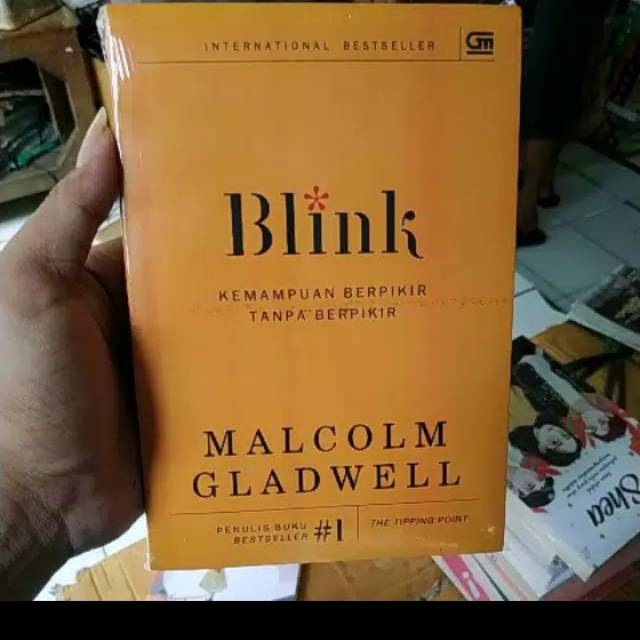 INTERNATIONAL BESTSELLER
GM
Blink
KEMAMPUAN BERPIKIR
TANPA BERPIKIR
MALCOLM
GLADWELL
PENULIS BUKU
BESTSELLER #1
THE TIPPING POINT
Shea